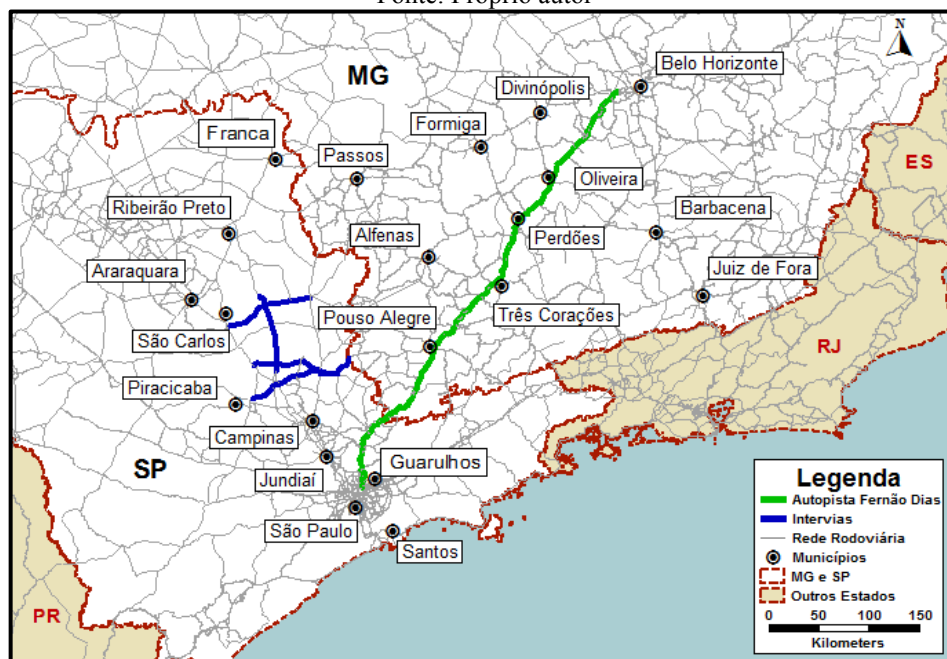 Fonte: Próprio autor
N
MG
Belo Horizonte
Divinópolis
Formiga
Franca
Passos
Oliveira
ES
Ribeirão Preto
Barbacena
Perdões
Alfenas
Araraquara
Juiz de Fora
Três Corações
Pouso Alegre
São Carlos
RJ
Piracicaba
Campinas
SP
Guarulhos
Jundiaí
São Paulo
Santos
PR
Legenda
Autopista Fernão Dias
Intervias
Rede Rodoviária
Municípios
MG e SP
Outros Estados
0 50 100 150
Kilometers